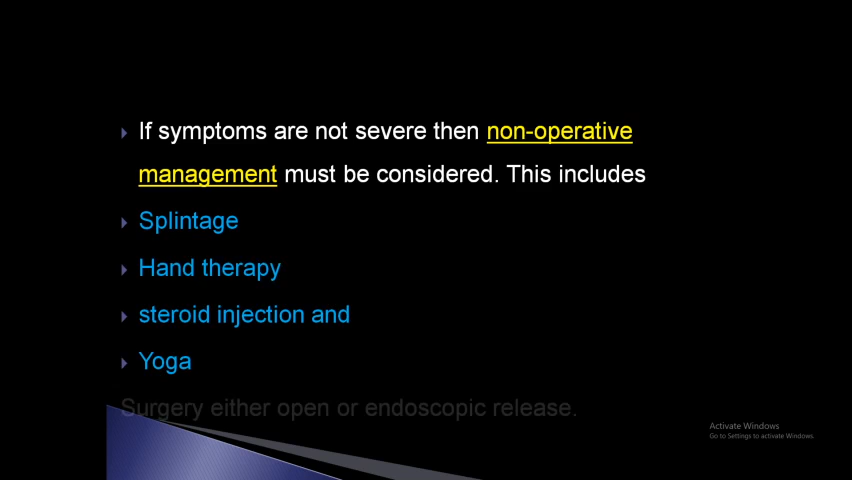 If symptoms are not severe then non-operative
management must be considered. This includes
Splintage
Hand therapy
steroid injection and
Yoga
Surgery either open or endoscopic release.
Activate Windows
Go to Settings to activate Windows.